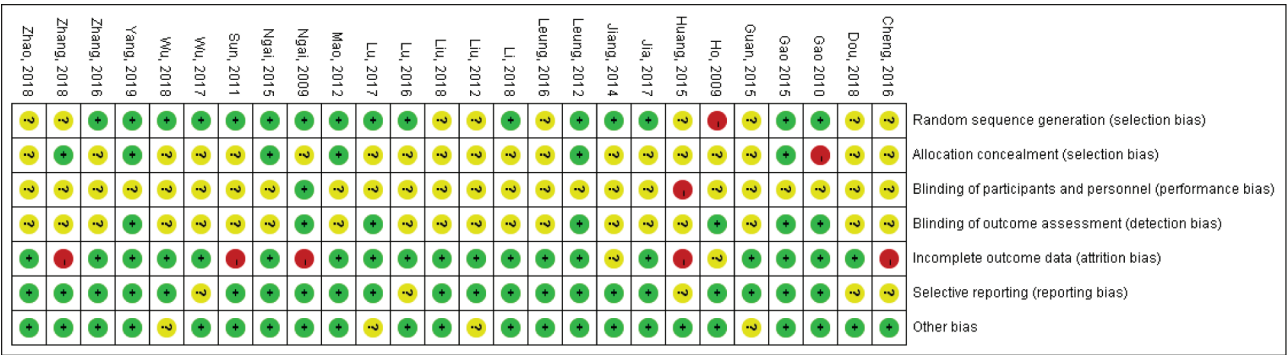 Zhao, 2018
Zhang, 2018
Zhang, 2016
Yang, 2019
Wu, 2018
Wu, 2017
Sun, 2011
Ngai, 2015
Ngai, 2009
Mao, 2012
Lu, 2017
Lu, 2016
Liu, 2018
Liu, 2012
Li, 2018
Leung, 2016
Leung, 2012
Jiang, 2014
Jia, 2017
Huang, 2015
Ho, 2009
Guan, 2015
Gao 2015
Gao 2010
Dou, 2018
Cheng, 2016
? ? + + + + + + + + + + ? ? + ? + + + ? – ? + + ? ? Random sequence generation (selection bias)
? + ? + ? ? ? + ? + ? ? ? ? ? ? + ? ? ? ? ? + – ? ? Allocation concealment (selection bias)
? ? ? ? ? ? ? ? + ? ? ? ? ? ? ? ? ? ? – ? ? ? ? ? ? Blinding of participants and personnel (performance bias)
? ? ? + ? ? ? ? + ? + ? ? ? ? ? + ? ? ? + ? + + ? ? Blinding of outcome assessment (detection bias)
+ – + + + + – + – + + + + + + + + ? + – ? + + + + – Incomplete outcome data (attrition bias)
+ + + + + ? + + + + + ? + + + + + + + ? + + + + ? ? Selective reporting (reporting bias)
+ + + + ? + + + + + ? + + ? + + + + + + + ? + + + + Other bias